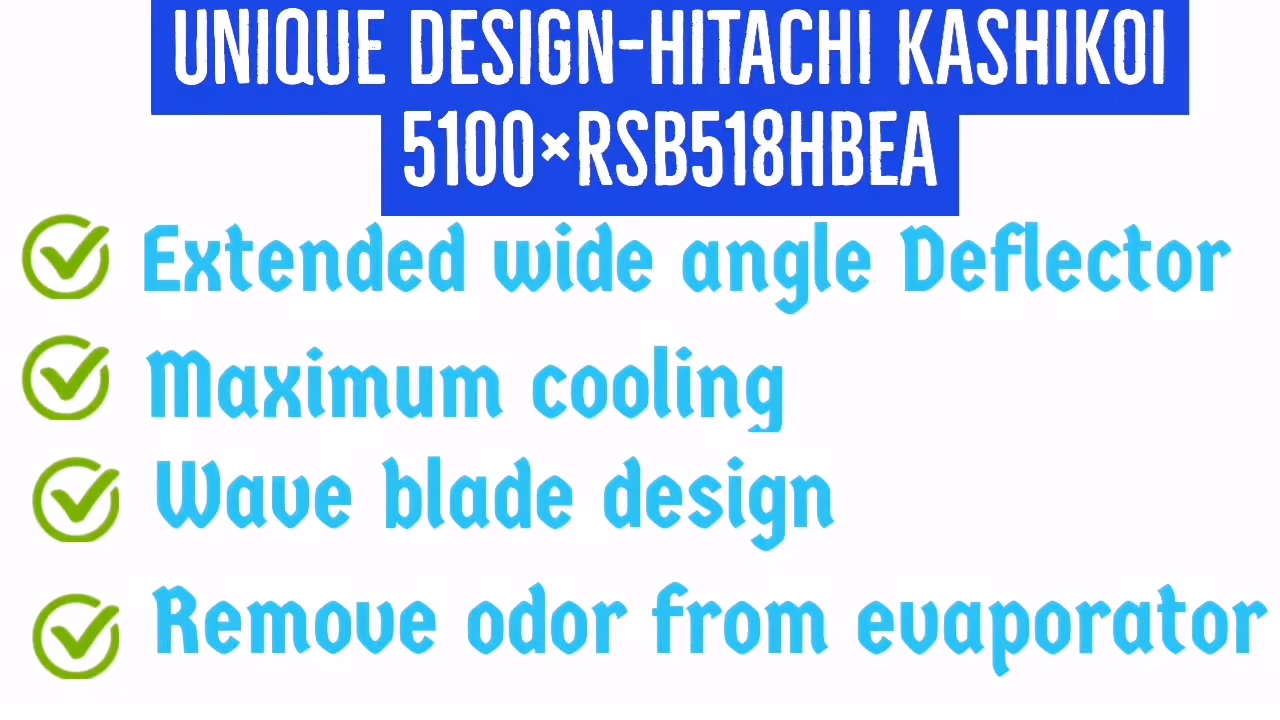 UNIQUE DESIGN-HITACHI KASHIKOI
5100×RSB518HBEA
Extended wide angle Deflector
Maximum cooling
Wave blade design
Remove odor from evaporator